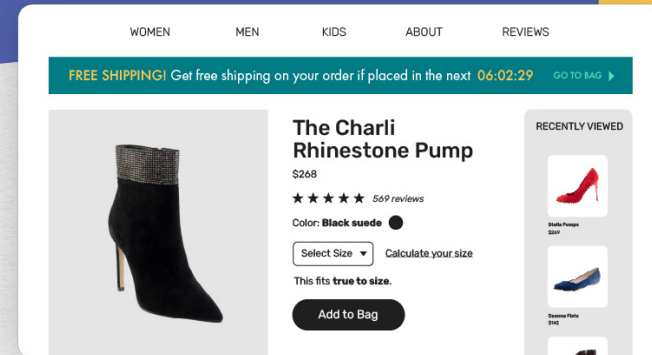 WOMEN MEN KIDS ABOUT REVIEWS
FREE SHIPPING! Get free shipping on your order if placed in the next 06:02:29 GO TO BAG
The Charli
Rhinestone Pump
$268
569 reviews
Color: Black suede
Select Size Calculate your size
This fits true to size.
Add to Bag
RECENTLY VIEWED
Stella Pumps
$269
Deanna Flats
$142